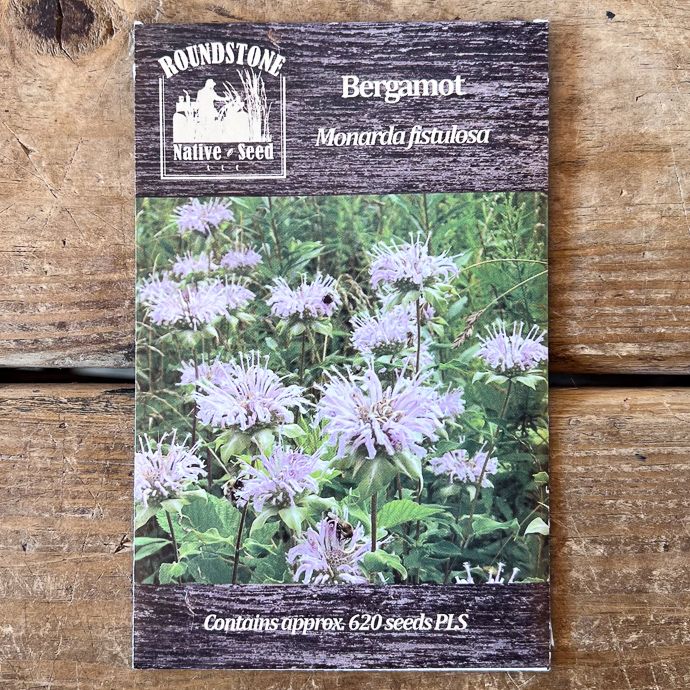 ROUNDSTONE
Native Seed
LLC
Bergamot
Monarda fistulosa
Contains approx. 620 seeds PLS